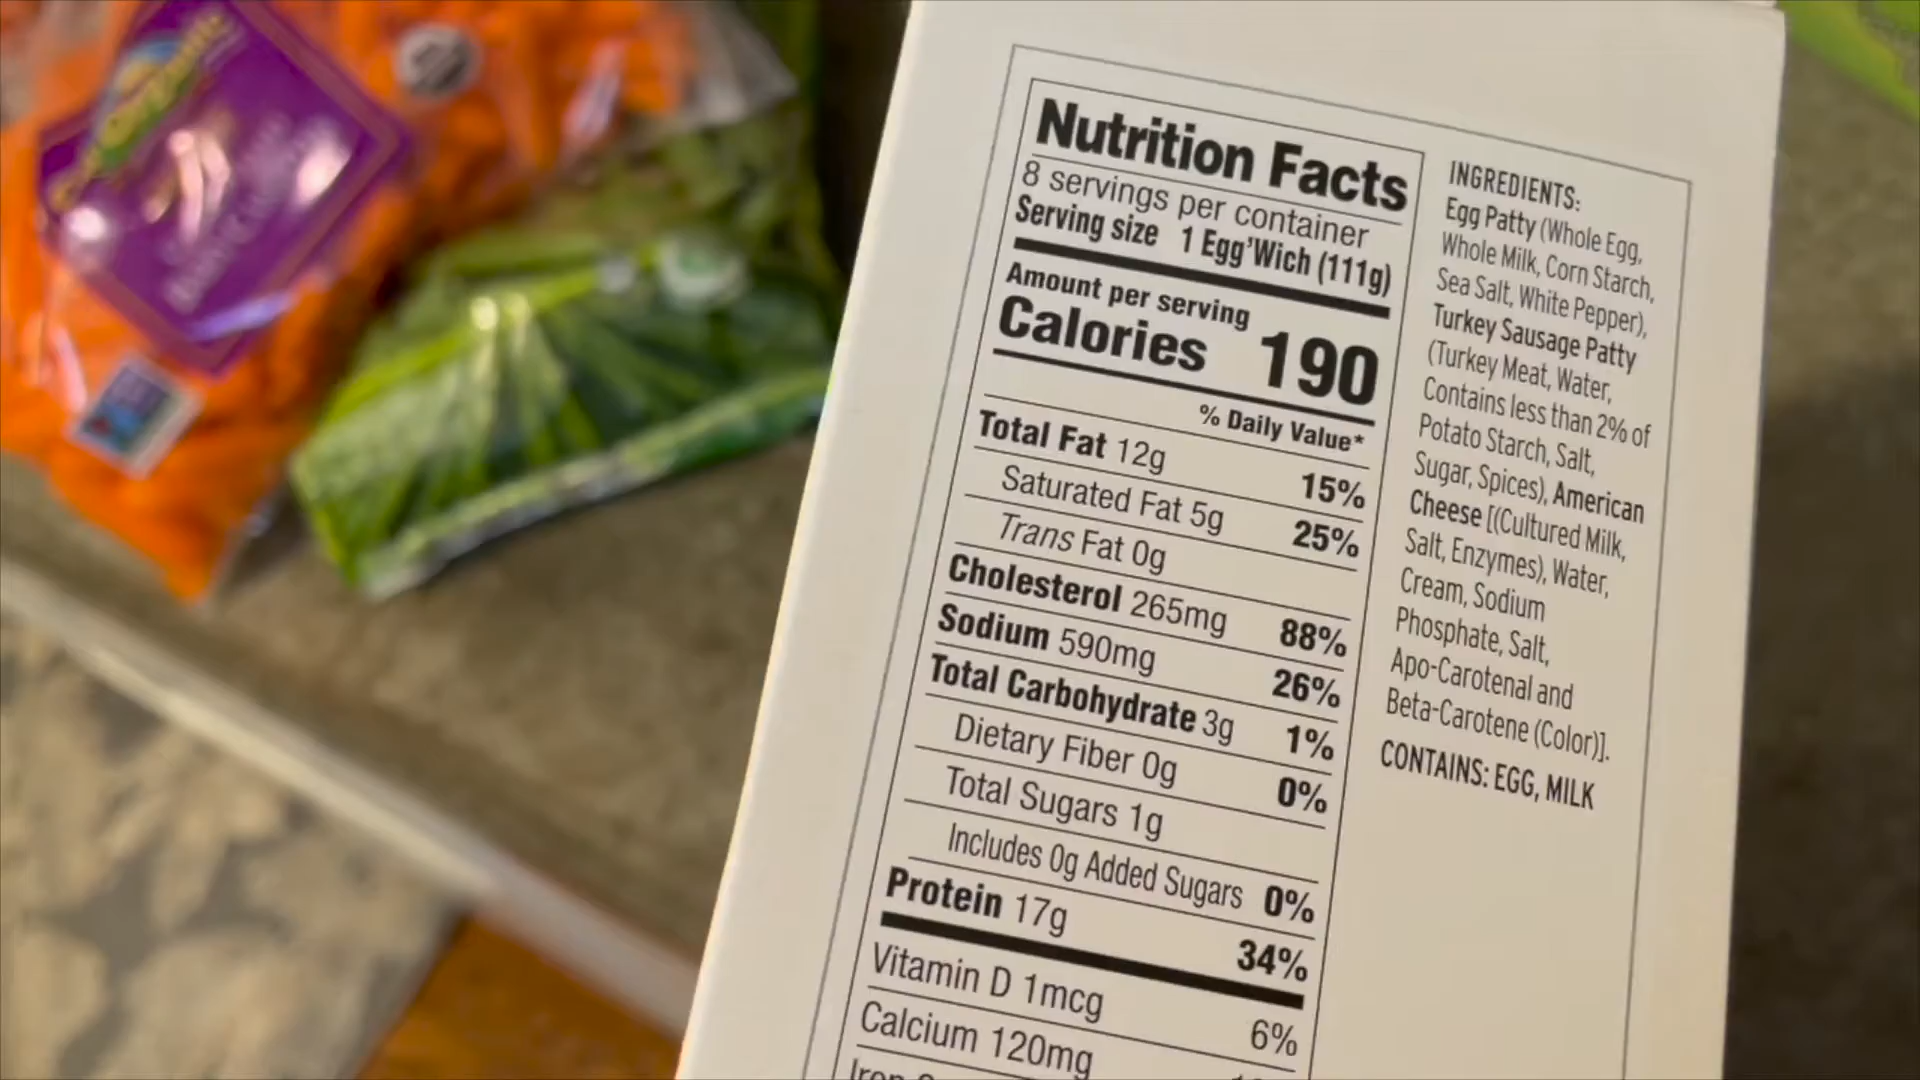 Nutrition Facts
8 servings per container
Serving size 1 Egg'Wich (111g)
Amount per serving
Calories 190
% Daily Value*
Total Fat 12g 15%
Saturated Fat 5g 25%
Trans Fat 0g
Cholesterol 265mg 88%
Sodium 590mg 26%
Total Carbohydrate 3g 1%
Dietary Fiber 0g 0%
Total Sugars 1g
Includes 0g Added Sugars 0%
Protein 17g 34%
Vitamin D 1mcg 6%
Calcium 120mg
Iron
INGREDIENTS:
Egg Patty (Whole Egg,
Whole Milk, Corn Starch,
Sea Salt, White Pepper),
Turkey Sausage Patty
(Turkey Meat, Water,
Contains less than 2% of
Potato Starch, Salt,
Sugar, Spices), American
Cheese [(Cultured Milk,
Salt, Enzymes), Water,
Cream, Sodium
Phosphate, Salt,
Apo-Carotenal and
Beta-Carotene (Color)].
CONTAINS: EGG, MILK